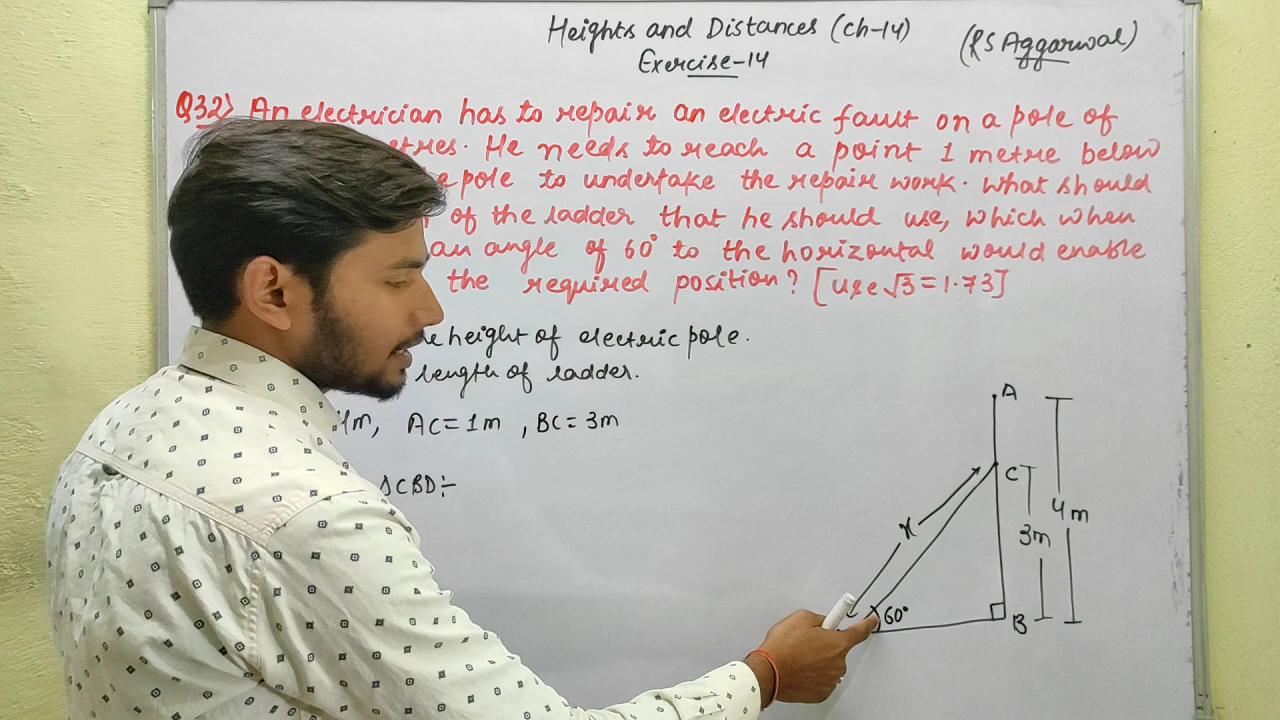 Heights and Distances (Ch-14)
(RS Aggarwal)
Exercise-14
Q32) An electrician has to repair an electric fault on a pole of
etres. He needs to reach a point 1 metre below
pole to undertake the repair work. What should
of the ladder that he should use, which when
an angle of 60° to the horizontal would enable
the required position? [use √3 = 1.73]
height of electric pole.
length of ladder.
4m, AC = 1m , BC = 3m
ΔCBD:-
A
C
x
4m
3m
60°
B